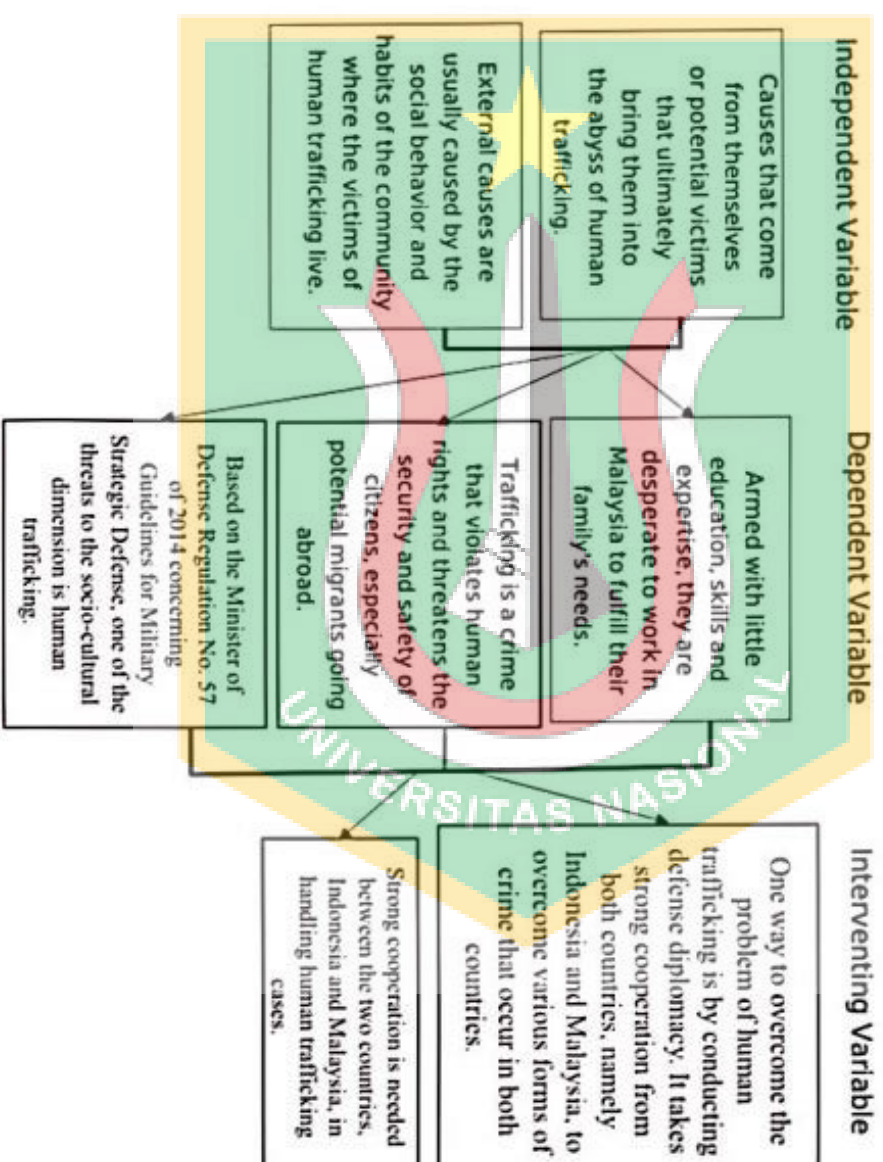 Independent Variable
Causes that come
from themselves
or potential victims
that ultimately
bring them into
the abyss of human
trafficking.
External causes are
usually caused by the
social behavior and
habits of the community
where the victims of
human trafficking live.
Dependent Variable
Armed with little
education, skills and
expertise, they are
desperate to work in
Malaysia to fulfill their
family's needs.
Trafficking is a crime
that violates human
rights and threatens the
security and safety of
citizens, especially
potential migrants going
abroad.
Based on the Minister of
Defense Regulation No. 57
of 2014 concerning
Guidelines for Military
Strategic Defense, one of the
threats to the socio-cultural
dimension is human
trafficking.
Interventing Variable
One way to overcome the
problem of human
trafficking is by conducting
defense diplomacy. It takes
strong cooperation from
both countries, namely
Indonesia and Malaysia, to
overcome various forms of
crime that occur in both
countries.
Strong cooperation is needed
between the two countries,
Indonesia and Malaysia, in
handling human trafficking
cases.
UNIVERSITAS NASIONAL